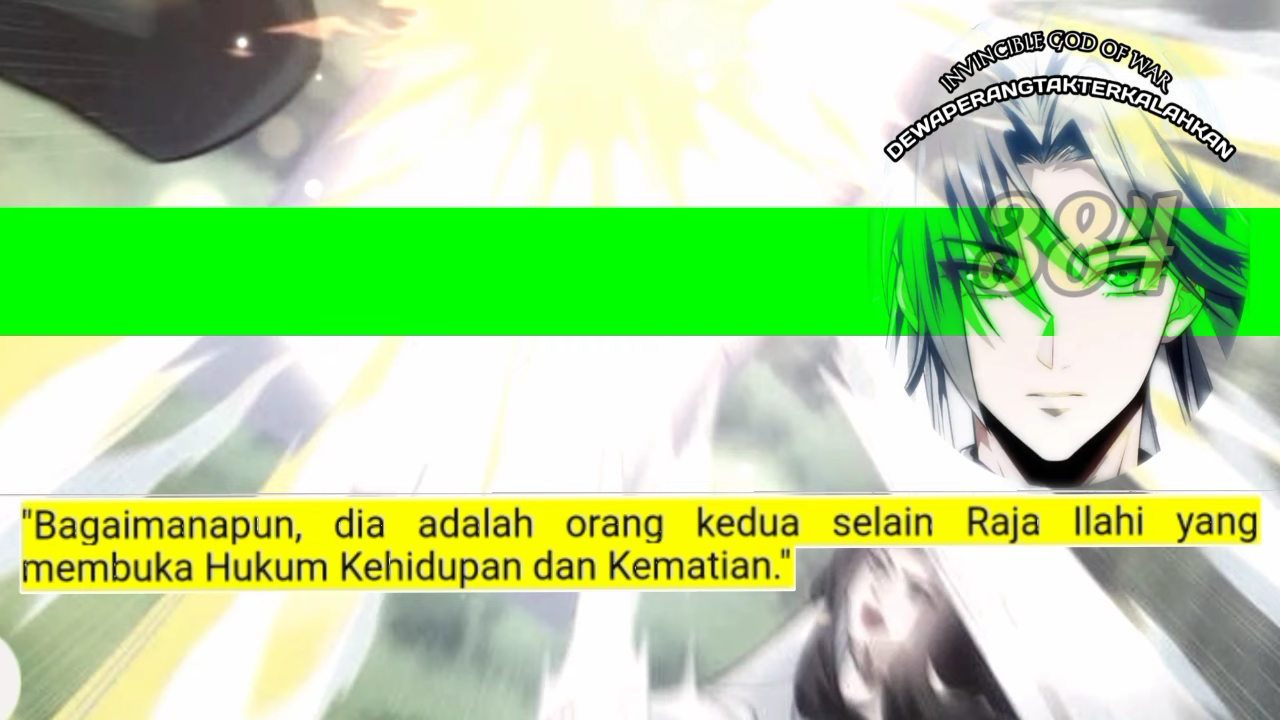 INVINCIBLE GOD OF WAR
DEWAPERANGTAKTERKALAHKAN
384
"Bagaimanapun, dia adalah orang kedua selain Raja Ilahi yang
membuka Hukum Kehidupan dan Kematian."